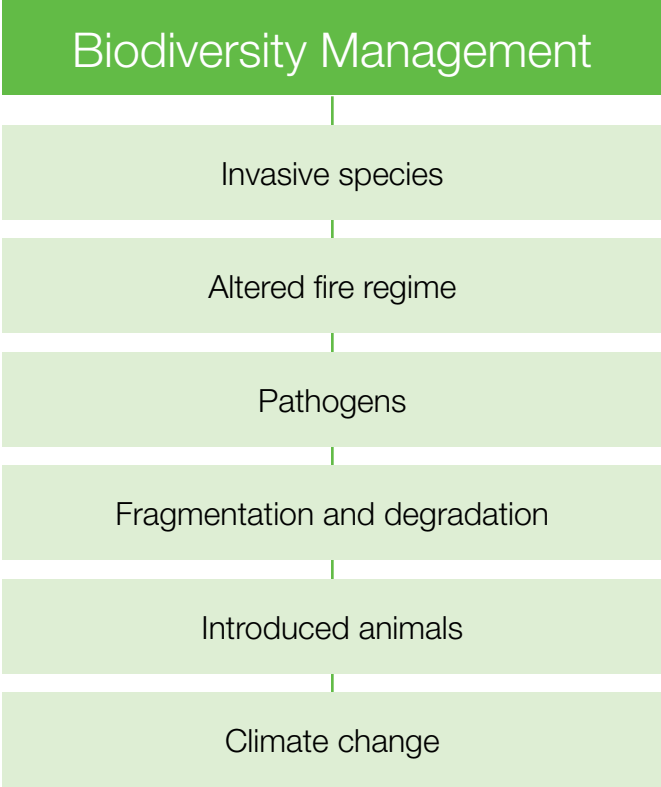 Biodiversity Management
Invasive species
Altered fire regime
Pathogens
Fragmentation and degradation
Introduced animals
Climate change